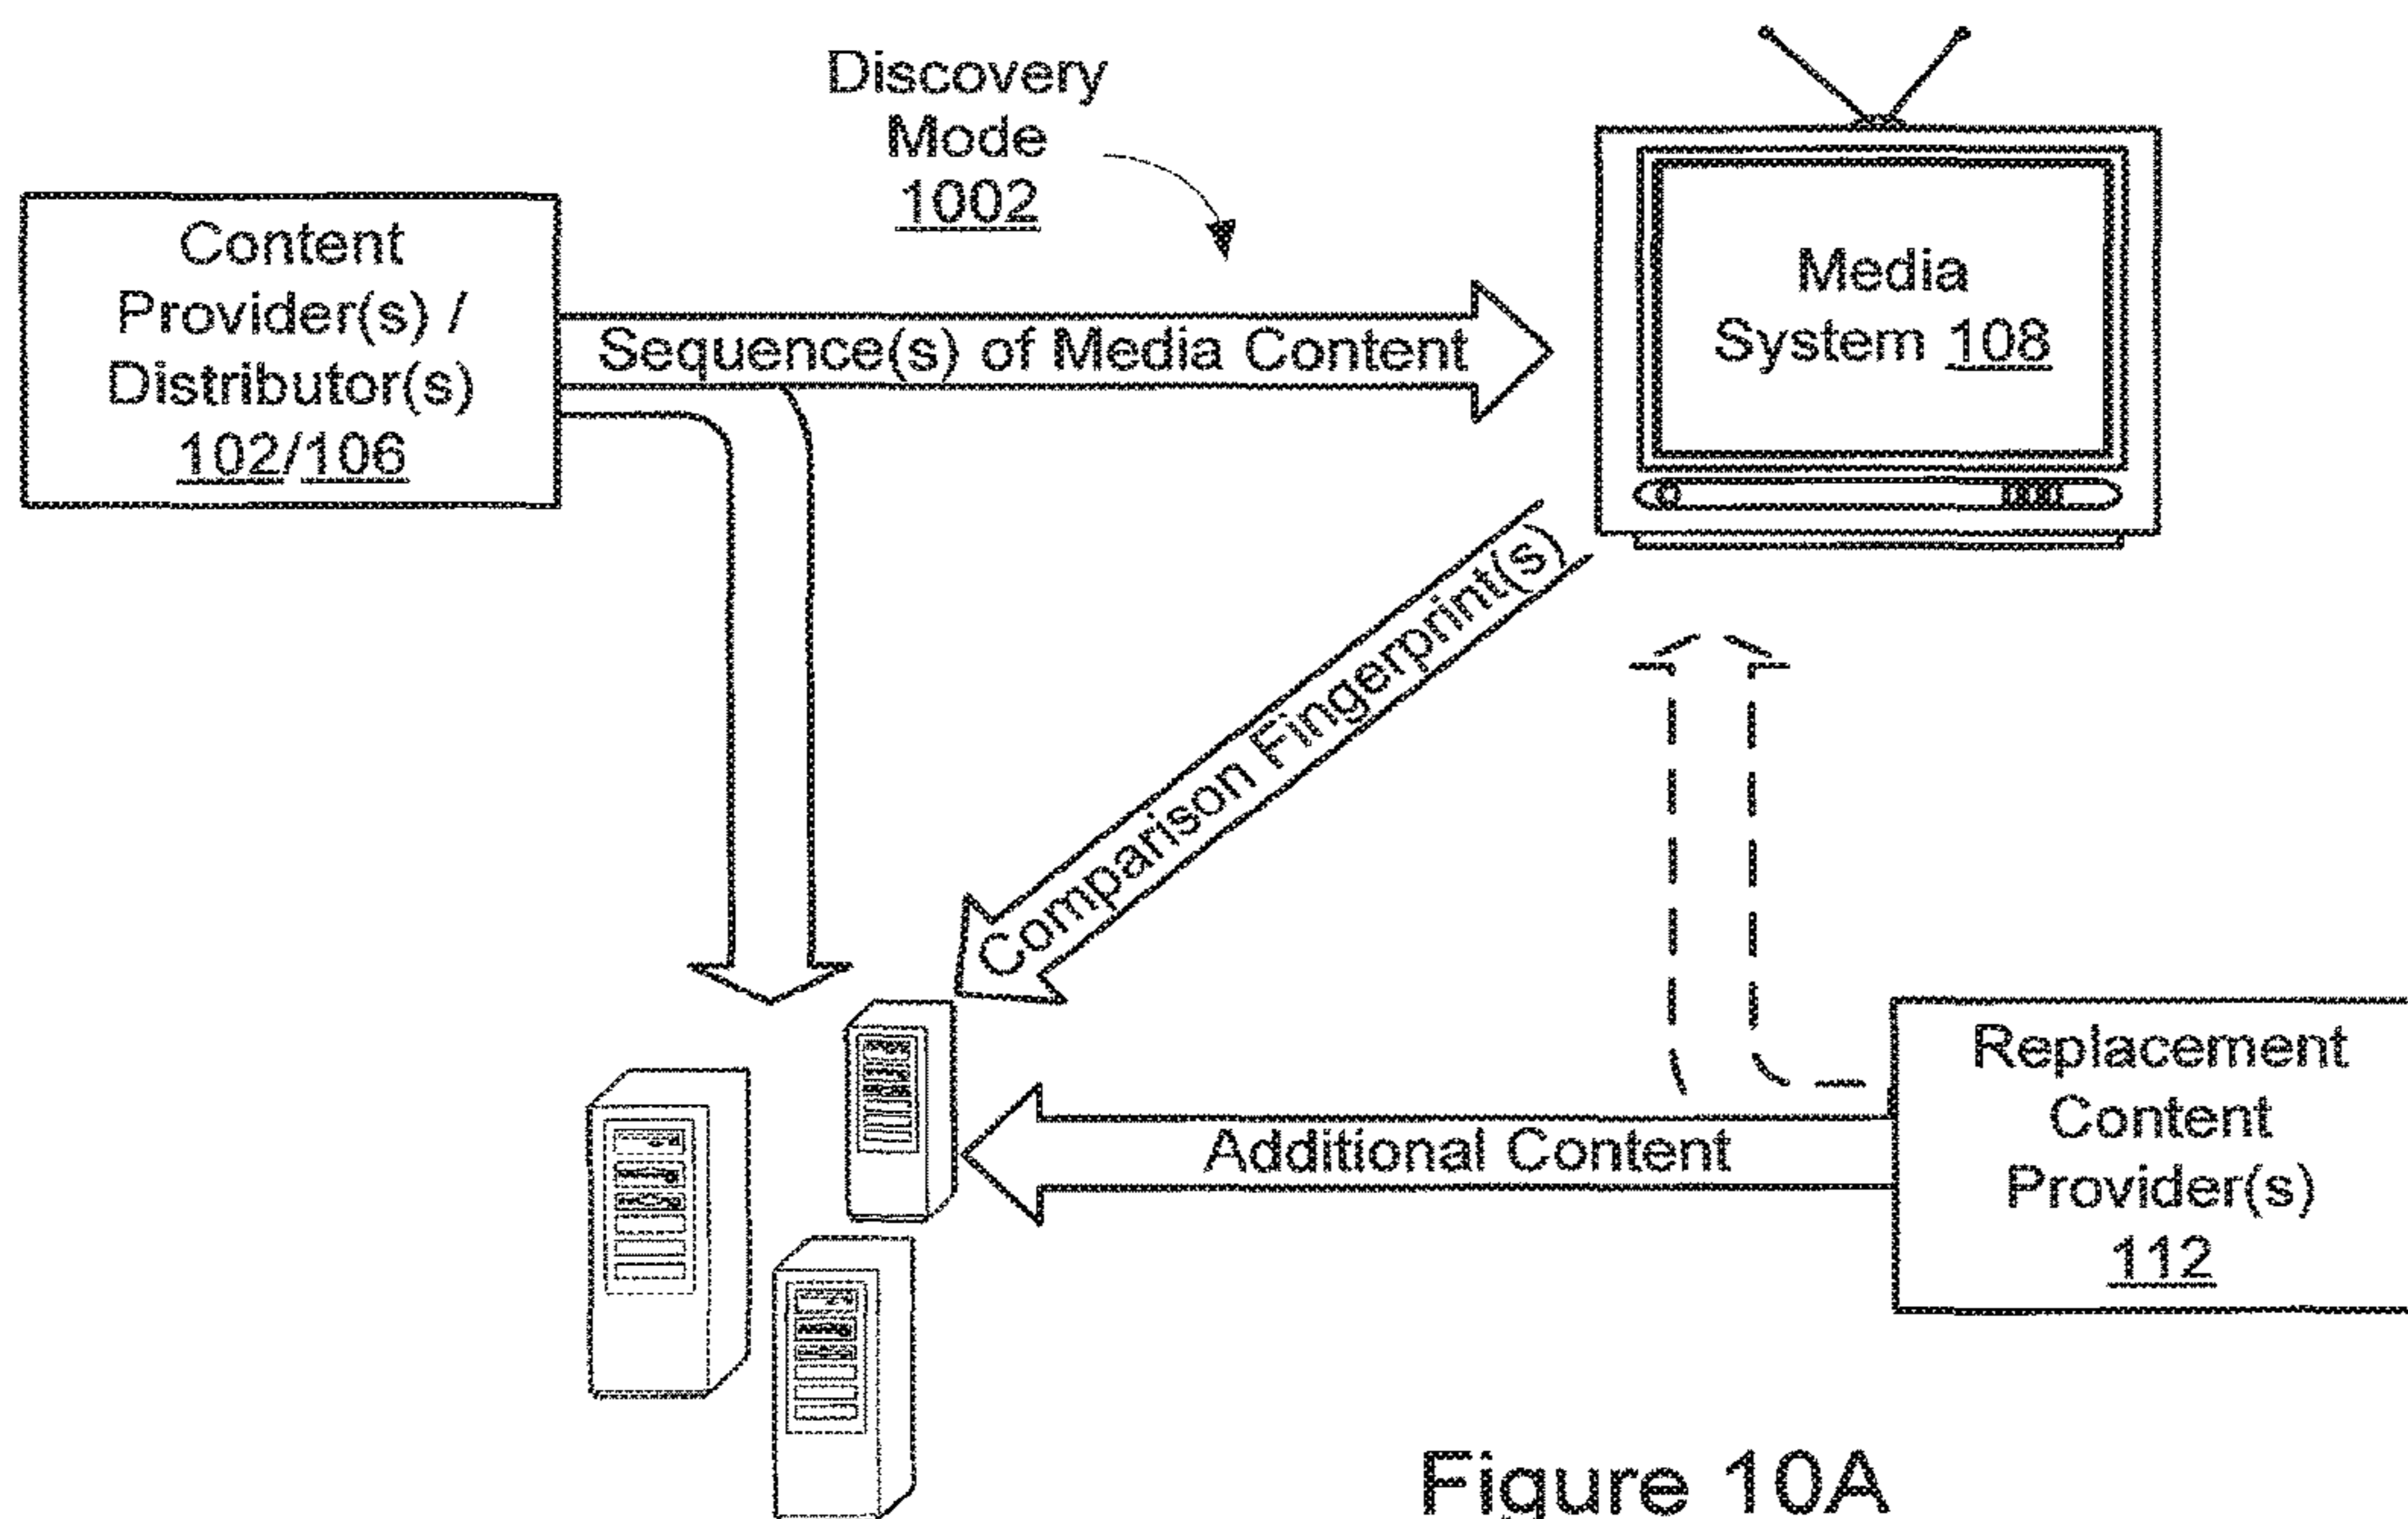 Discovery
Mode
1002
Content
Provider(s) /
Distributor(s)
102/106
Sequence(s) of Media Content
Media
System 108
Comparison Fingerprint(s)
Additional Content
Replacement
Content
Provider(s)
112
Figure 10A